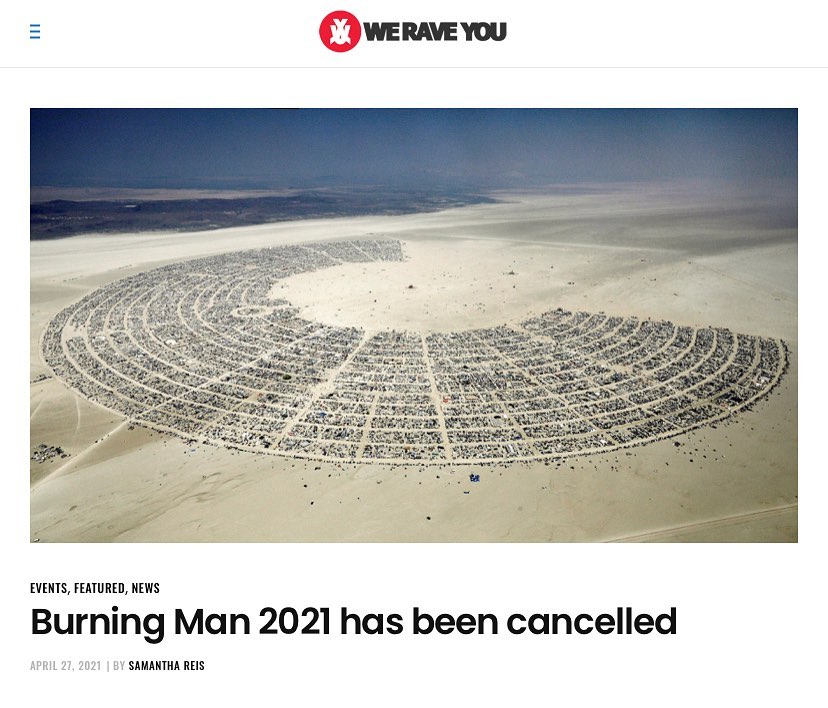 WE RAVE YOU
EVENTS, FEATURED, NEWS
Burning Man 2021 has been cancelled
APRIL 27, 2021 | BY SAMANTHA REIS